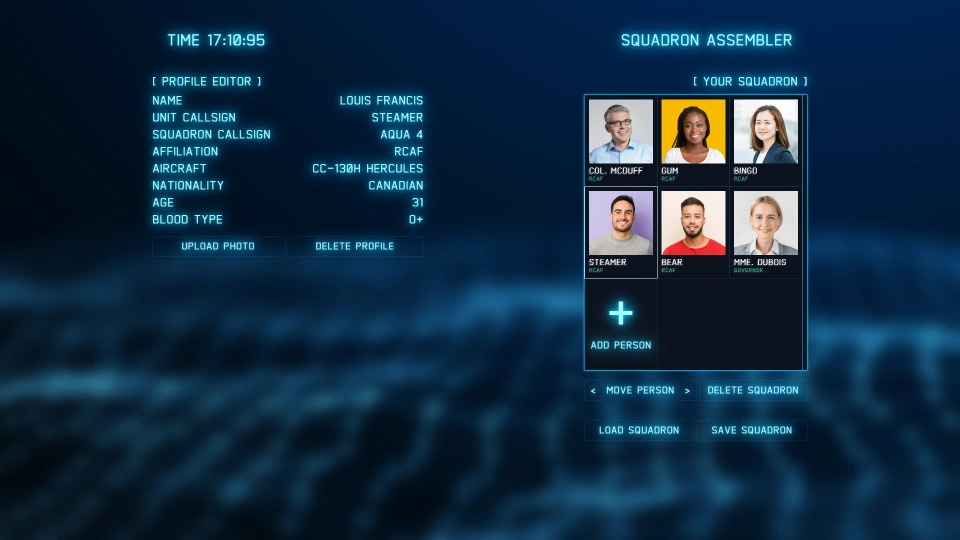 TIME 17:10:95
SQUADRON ASSEMBLER
[ PROFILE EDITOR ]
NAME LOUIS FRANCIS
UNIT CALLSIGN STEAMER
SQUADRON CALLSIGN AQUA 4
AFFILIATION RCAF
AIRCRAFT CC-130H HERCULES
NATIONALITY CANADIAN
AGE 31
BLOOD TYPE O+
UPLOAD PHOTO DELETE PROFILE
[ YOUR SQUADRON ]
COL. MCDUFF GUM BINGO
RCAF RCAF RCAF
STEAMER BEAR MME. DUBOIS
RCAF RCAF GOVERNOR
+
ADD PERSON
< MOVE PERSON > DELETE SQUADRON
LOAD SQUADRON SAVE SQUADRON